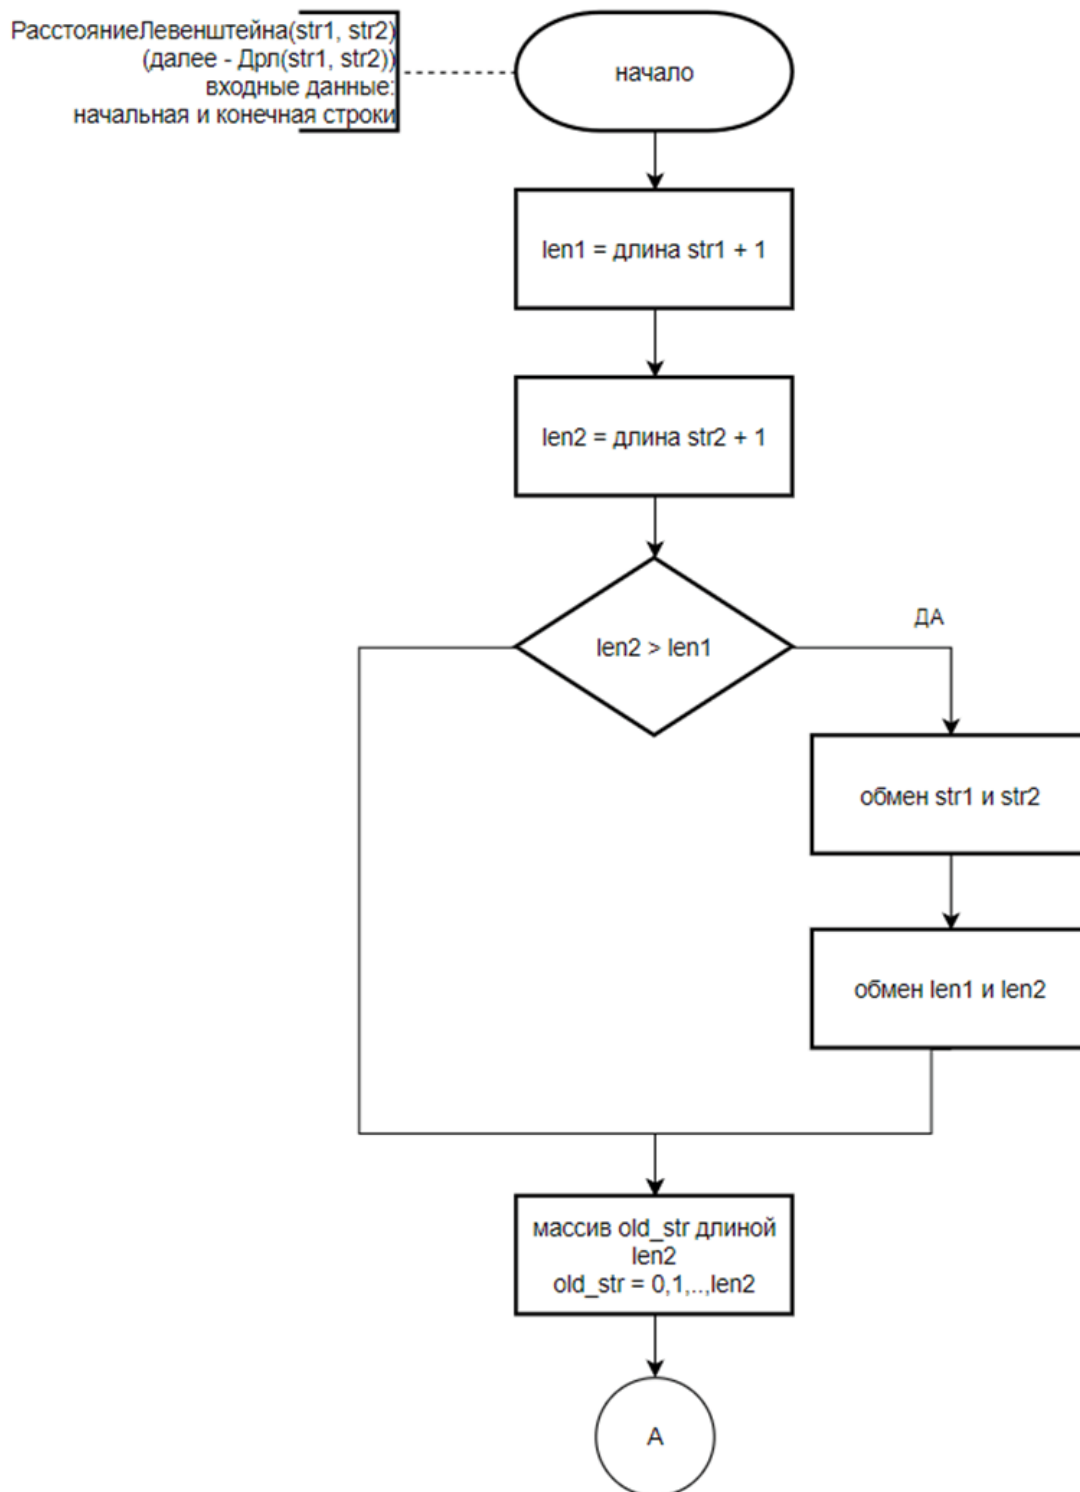 РасстояниеЛевенштейна(str1, str2)
(далее - Дрл(str1, str2))
входные данные:
начальная и конечная строки
начало
len1 = длина str1 + 1
len2 = длина str2 + 1
len2 > len1
ДА
обмен str1 и str2
обмен len1 и len2
массив old_str длиной
len2
old_str = 0,1,..,len2
А